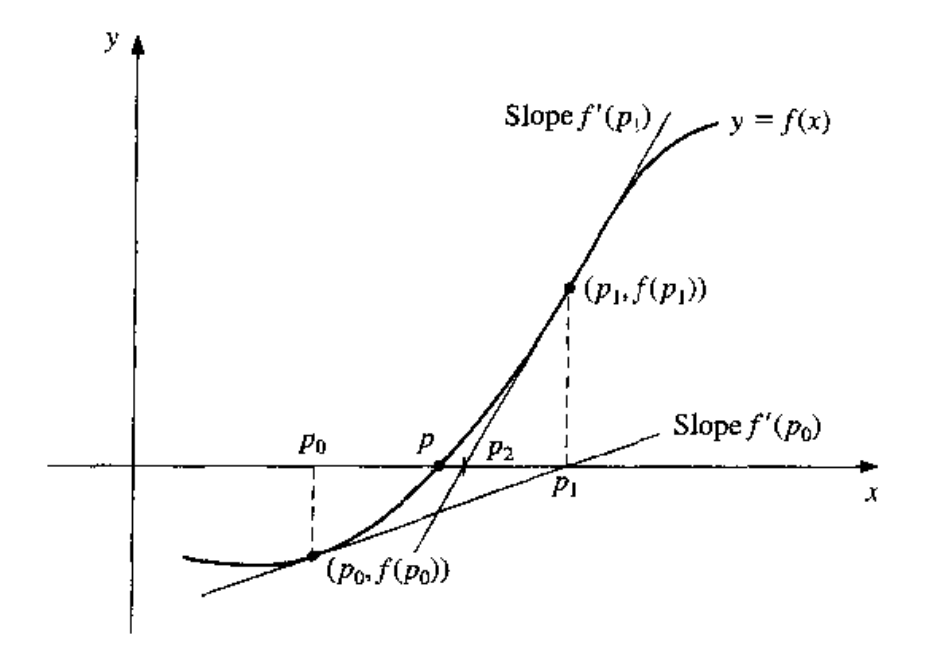 y
Slope f'(p₁)
y = f(x)
(p₁, f(p₁))
Slope f'(p₀)
p₀
p
p₂
p₁
x
(p₀, f(p₀))